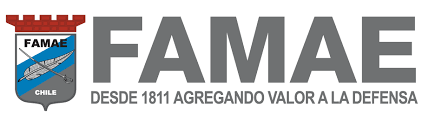 FAMAE
CHILE
FAMAE
DESDE 1811 AGREGANDO VALOR A LA DEFENSA